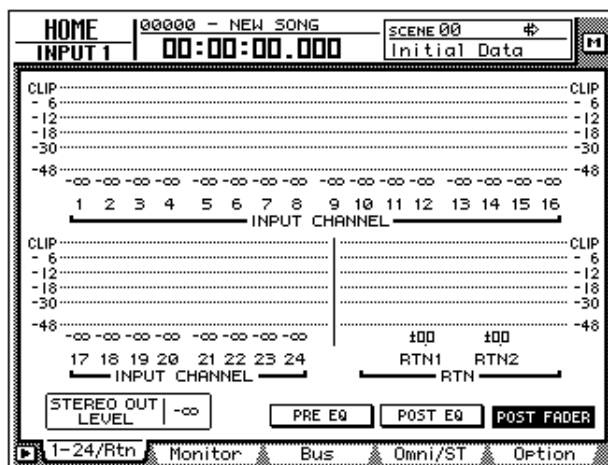 HOME
INPUT 1
00000 - NEW SONG
00:00:00.000
SCENE 00
Initial Data
M
CLIP CLIP
- 6 - 6
-12 -12
-18 -18
-30 -30
-48 -48
-∞ -∞ -∞ -∞ -∞ -∞ -∞ -∞ -∞ -∞ -∞ -∞ -∞ -∞ -∞ -∞
1 2 3 4 5 6 7 8 9 10 11 12 13 14 15 16
INPUT CHANNEL
CLIP CLIP
- 6 - 6
-12 -12
-18 -18
-30 -30
-48 -48
-∞ -∞ -∞ -∞ -∞ -∞ -∞ -∞
17 18 19 20 21 22 23 24 RTN1 RTN2
INPUT CHANNEL RTN
STEREO OUT LEVEL -∞
PRE EQ POST EQ POST FADER
1-24/Rtn Monitor Bus Omni/ST Option